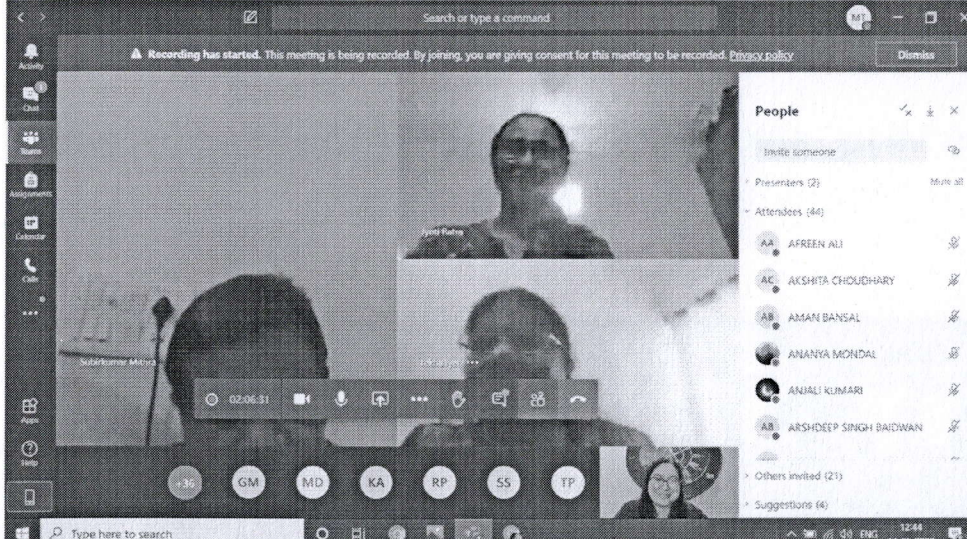 Search or type a command
MT
Recording has started. This meeting is being recorded. By joining, you are giving consent for this meeting to be recorded. Privacy policy
Dismiss
Activity
Chat
1
Teams
Assignments
Calendar
Calls
Apps
Help
People
Invite someone
Presenters (2)
Mute all
Attendees (44)
AA AFREEN ALI
AC AKSHITA CHOUDHARY
AB AMAN BANSAL
ANANYA MONDAL
ANJALI KUMARI
AB ARSHDEEP SINGH BAIDWAN
Others invited (21)
Suggestions (4)
Jyoti
02:06:31
+36
GM
MD
KA
RP
SS
TP
Type here to search
ENG
12:44